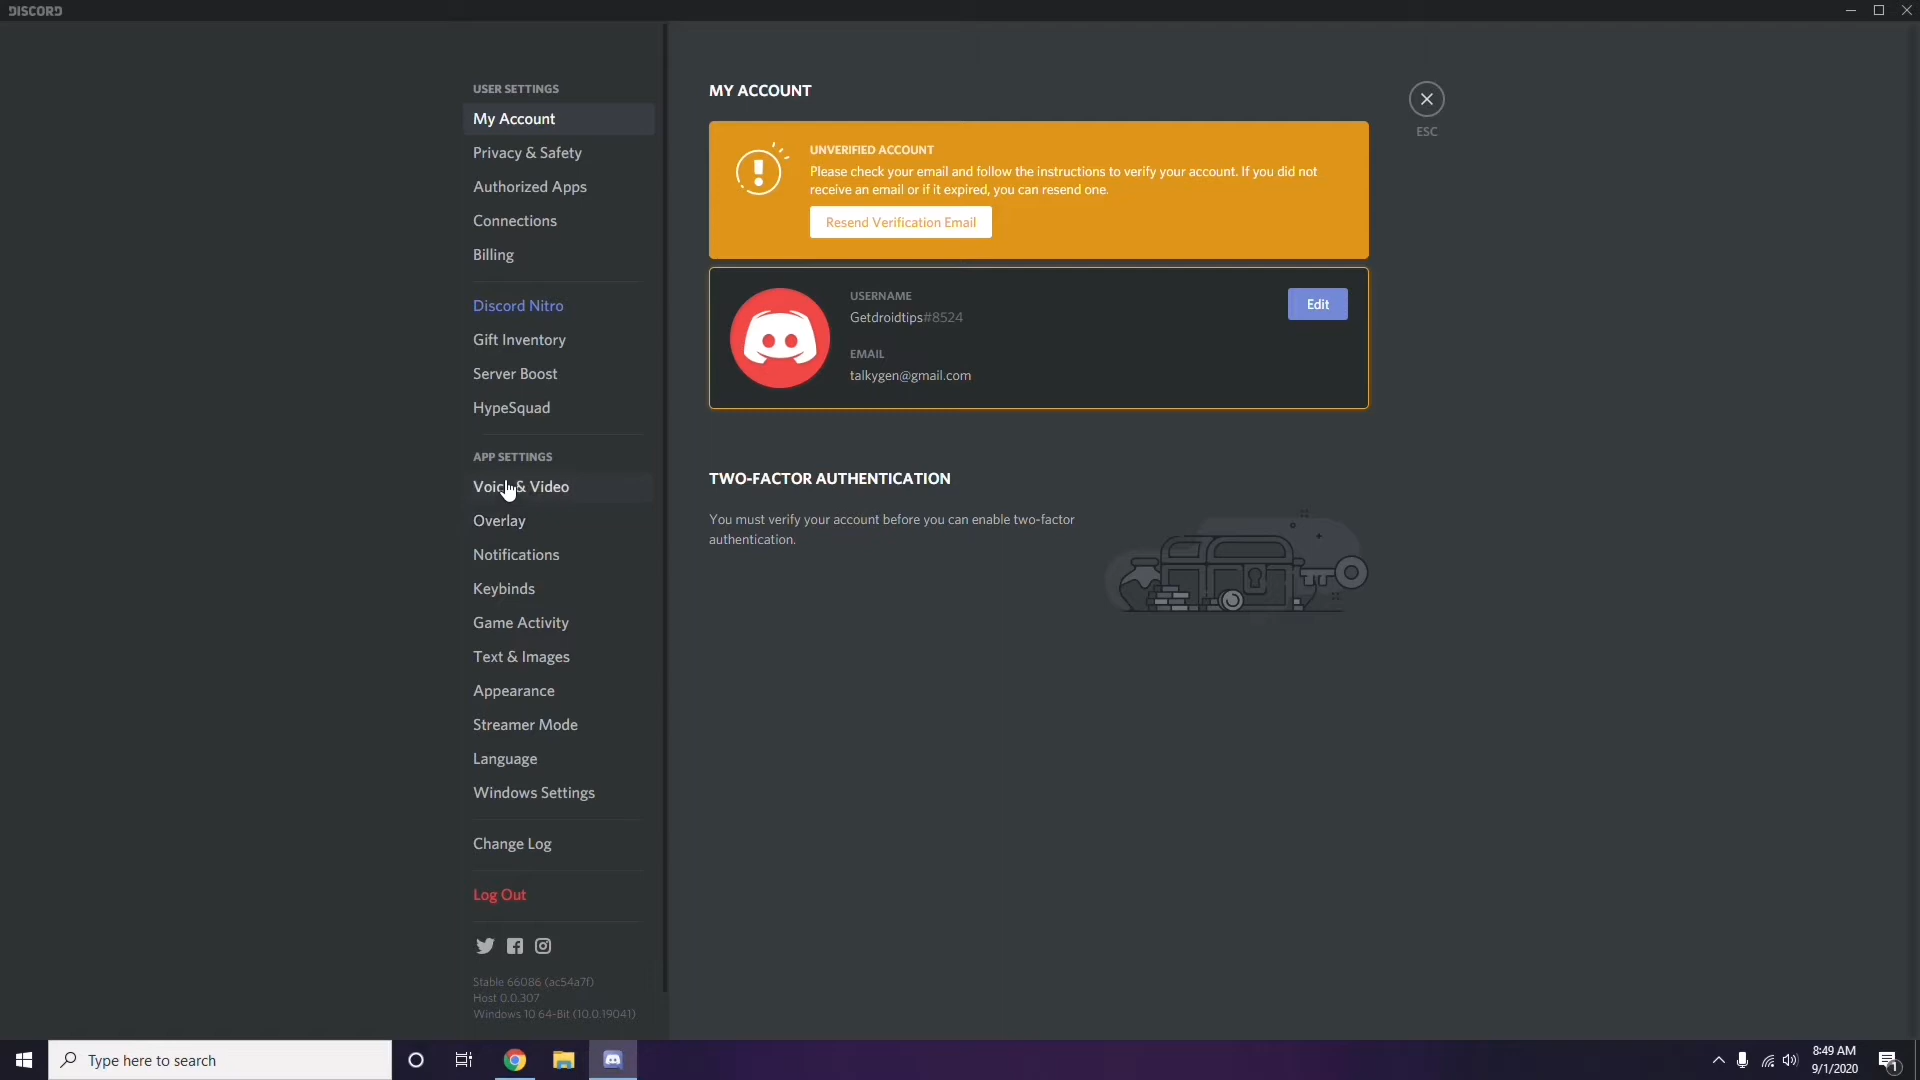 DISCORD
USER SETTINGS
My Account
Privacy & Safety
Authorized Apps
Connections
Billing
Discord Nitro
Gift Inventory
Server Boost
HypeSquad
APP SETTINGS
Voice & Video
Overlay
Notifications
Keybinds
Game Activity
Text & Images
Appearance
Streamer Mode
Language
Windows Settings
Change Log
Log Out
Stable 66086 (ac54a7f)
Host 0.0.307
Windows 10 64-Bit (10.0.19041)
MY ACCOUNT
UNVERIFIED ACCOUNT
Please check your email and follow the instructions to verify your account. If you did not
receive an email or if it expired, you can resend one.
Resend Verification Email
USERNAME
Getdroidtips#8524
Edit
EMAIL
talkygen@gmail.com
TWO-FACTOR AUTHENTICATION
You must verify your account before you can enable two-factor
authentication.
ESC
Type here to search
8:49 AM
9/1/2020
1